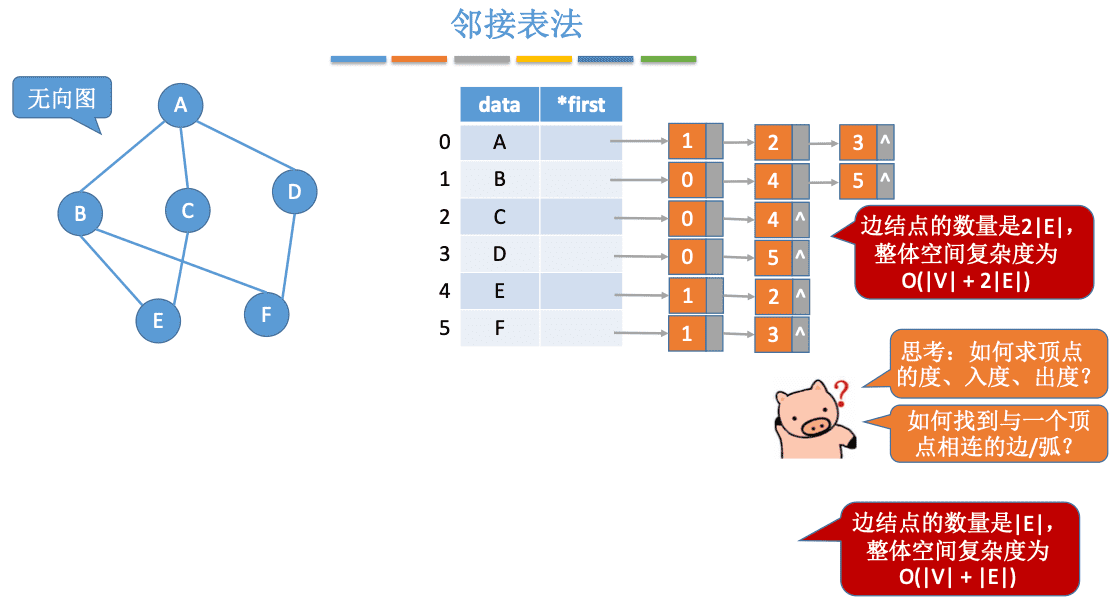 邻接表法
无向图
A
B
C
D
E
F
data *first
0 A 1 2 3 ^
1 B 0 4 5 ^
2 C 0 4 ^
3 D 0 5 ^
4 E 1 2 ^
5 F 1 3 ^
边结点的数量是2|E|，
整体空间复杂度为
O(|V| + 2|E|)
思考：如何求顶点
的度、入度、出度？
?
如何找到与一个顶
点相连的边/弧？
边结点的数量是|E|，
整体空间复杂度为
O(|V| + |E|)